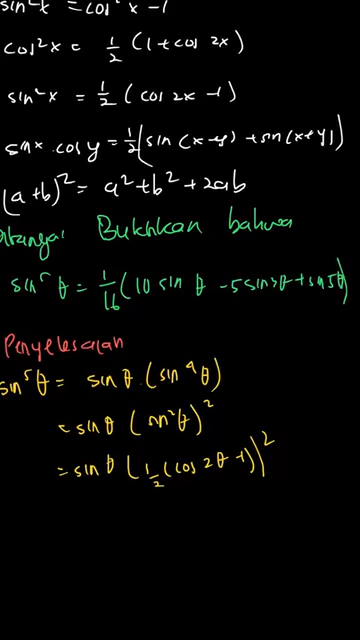 sin²x = cos²x - 1
cos²x = 1/2 (1 + cos 2x)
sin²x = 1/2 (cos 2x - 1)
sin x . cos y = 1/2 (sin (x-y) + sin (x+y))
(a+b)² = a² + b² + 2ab
Buktikan bahwa
sin⁵ θ = 1/16 (10 sin θ - 5 sin 3θ + sin 5θ)
Penyelesaian
sin⁵ θ = sin θ . (sin⁴ θ)
= sin θ (sin² θ)²
= sin θ (1/2 (cos 2θ - 1))²